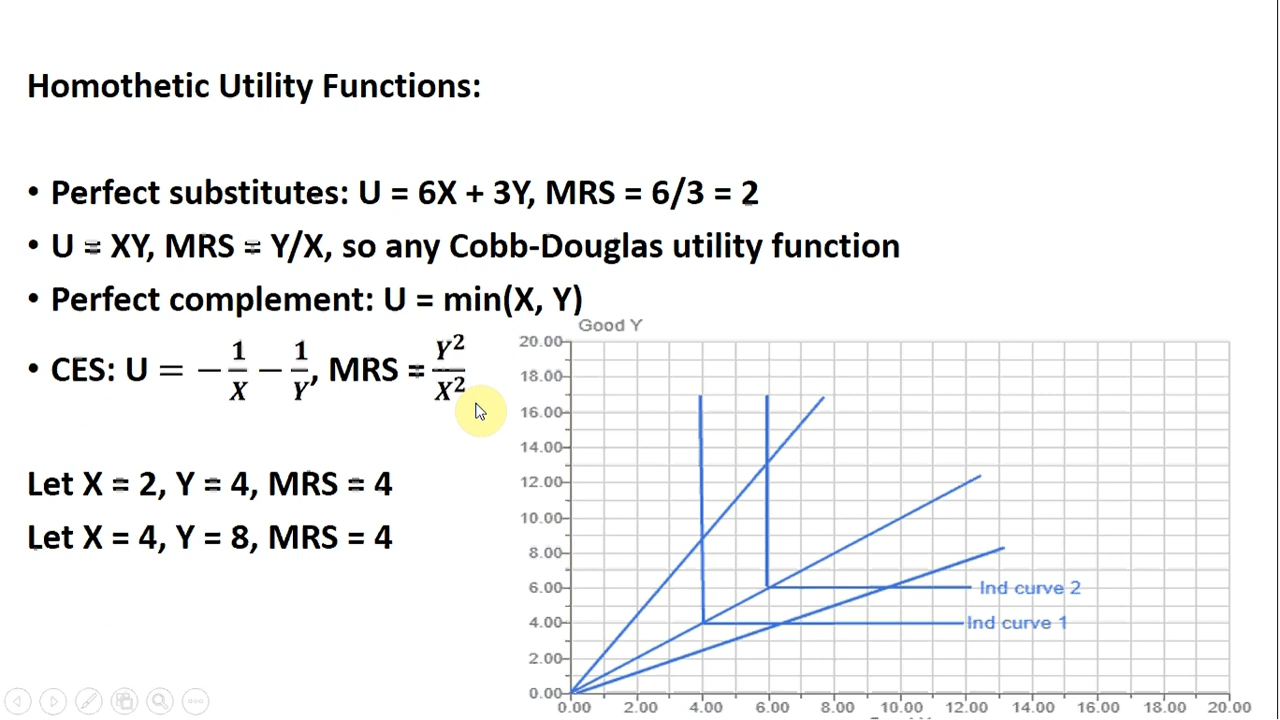 Homothetic Utility Functions:
• Perfect substitutes: U = 6X + 3Y, MRS = 6/3 = 2
• U = XY, MRS = Y/X, so any Cobb-Douglas utility function
• Perfect complement: U = min(X, Y)
• CES: U = −1/X − 1/Y, MRS = Y²/X²
Let X = 2, Y = 4, MRS = 4
Let X = 4, Y = 8, MRS = 4
Good Y
20.00
18.00
16.00
14.00
12.00
10.00
8.00
6.00
4.00
2.00
0.00
Ind curve 2
Ind curve 1
0.00 2.00 4.00 6.00 8.00 10.00 12.00 14.00 16.00 18.00 20.00